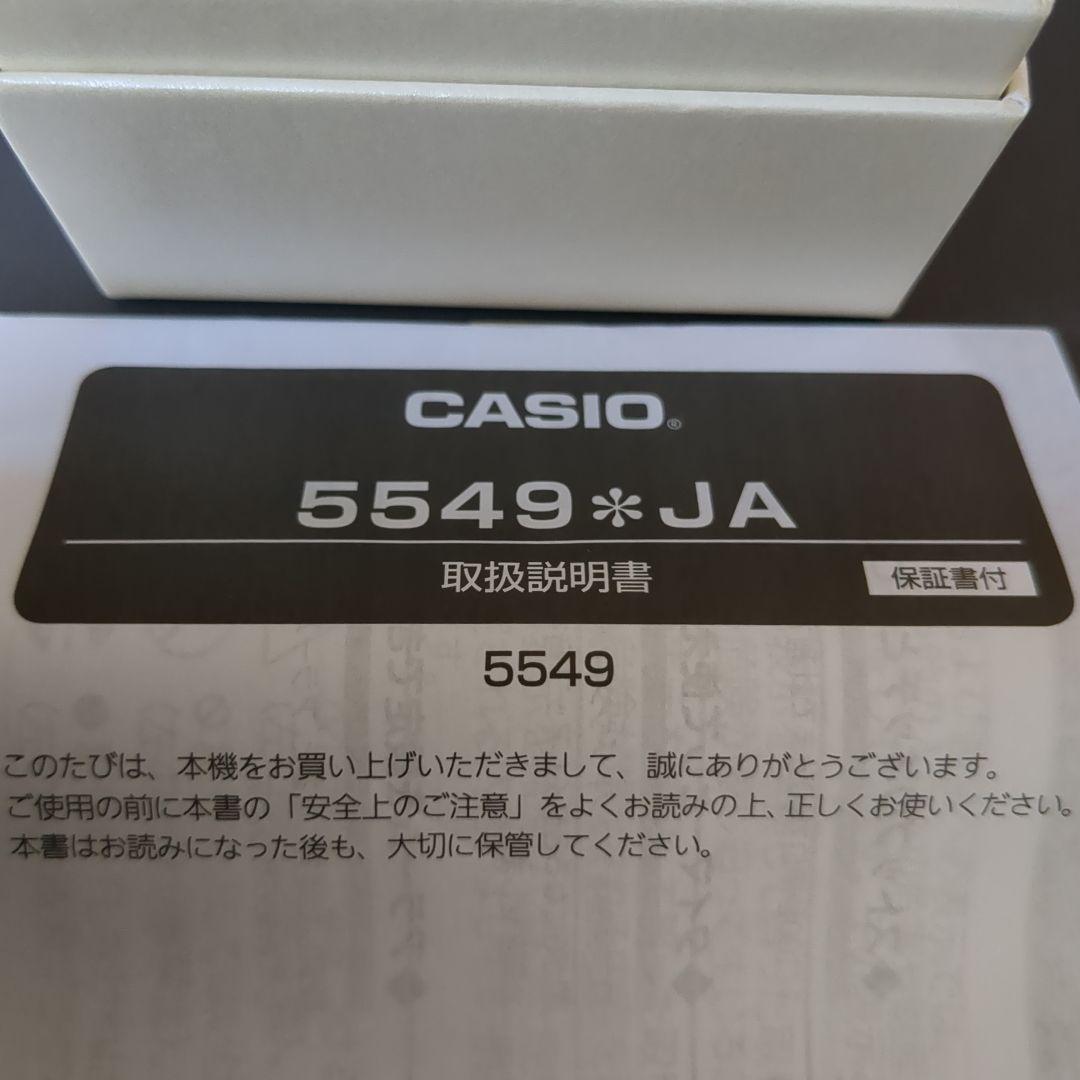 CASIO®
5549＊JA
取扱説明書
保証書付
5549
このたびは、本機をお買い上げいただきまして、誠にありがとうございます。
ご使用の前に本書の「安全上のご注意」をよくお読みの上、正しくお使いください。
本書はお読みになった後も、大切に保管してください。